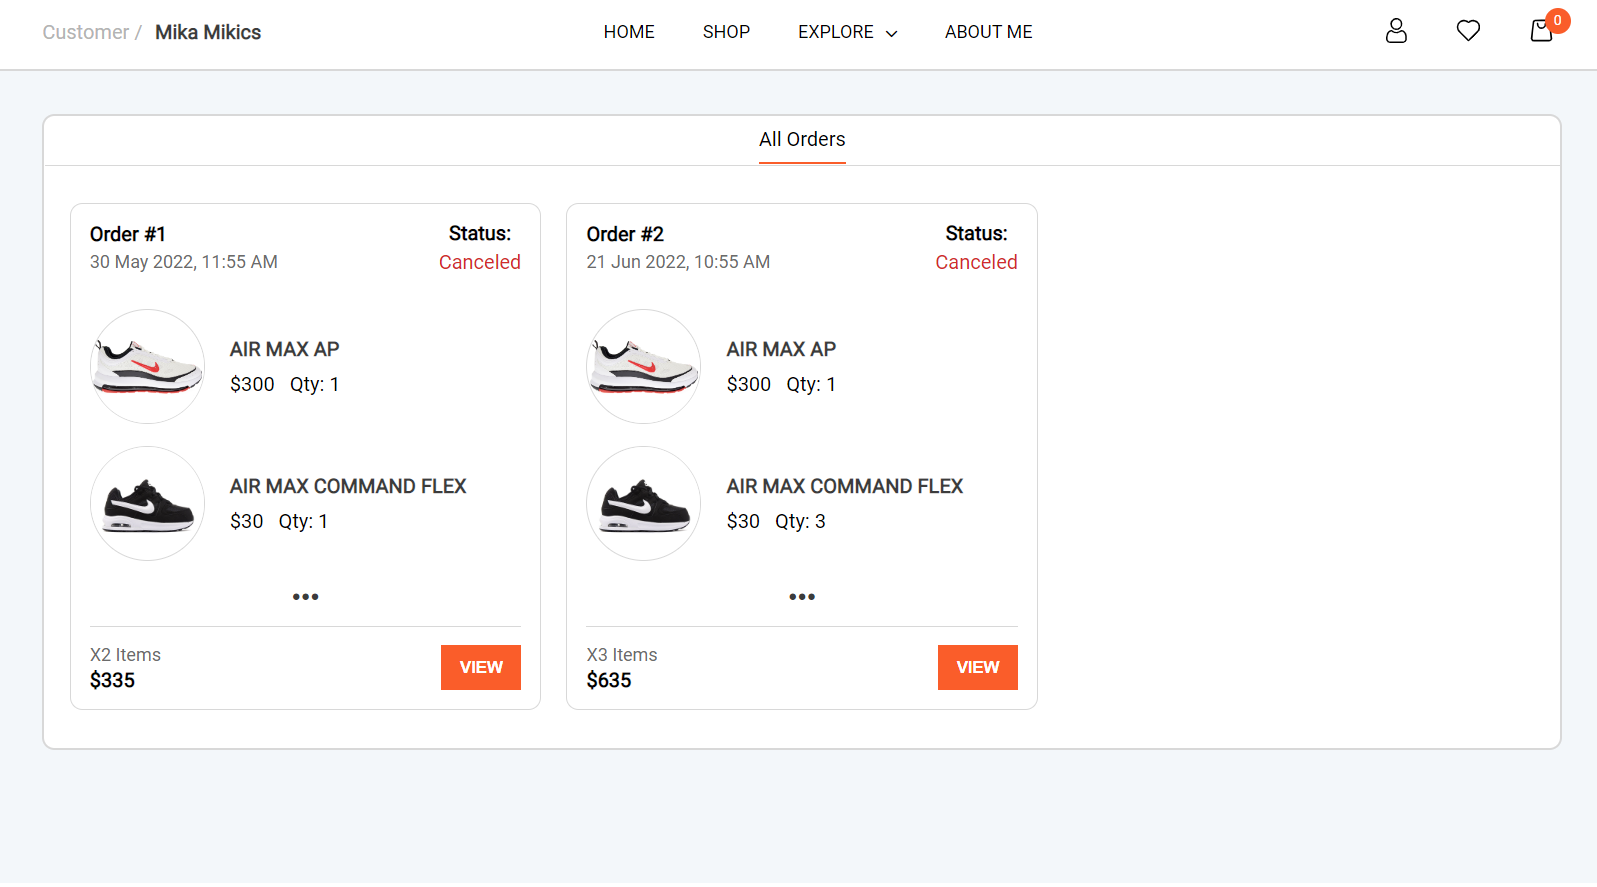 Customer / Mika Mikics
HOME SHOP EXPLORE ABOUT ME
0
All Orders
Order #1 Status:
30 May 2022, 11:55 AM Canceled
AIR MAX AP
$300 Qty: 1
AIR MAX COMMAND FLEX
$30 Qty: 1
•••
X2 Items
$335
VIEW
Order #2 Status:
21 Jun 2022, 10:55 AM Canceled
AIR MAX AP
$300 Qty: 1
AIR MAX COMMAND FLEX
$30 Qty: 3
•••
X3 Items
$635
VIEW